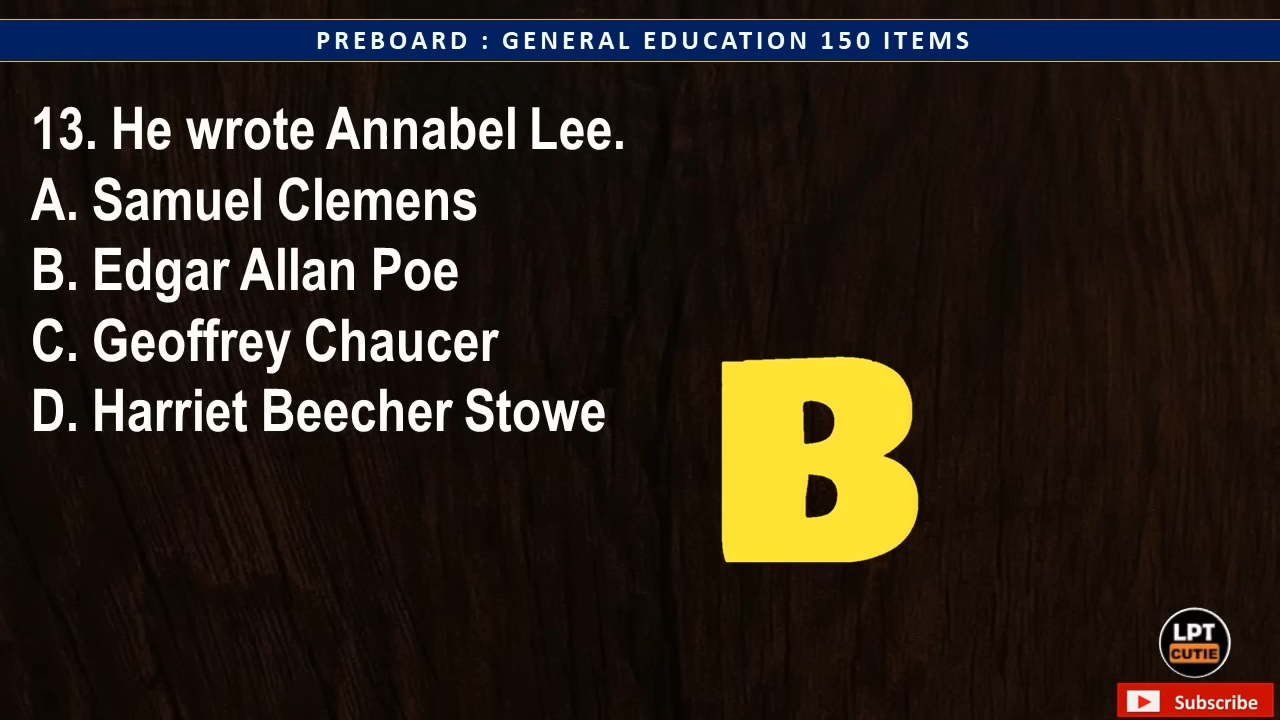 PREBOARD : GENERAL EDUCATION 150 ITEMS
13. He wrote Annabel Lee.
A. Samuel Clemens
B. Edgar Allan Poe
C. Geoffrey Chaucer
D. Harriet Beecher Stowe
B
LPT
CUTIE
Subscribe